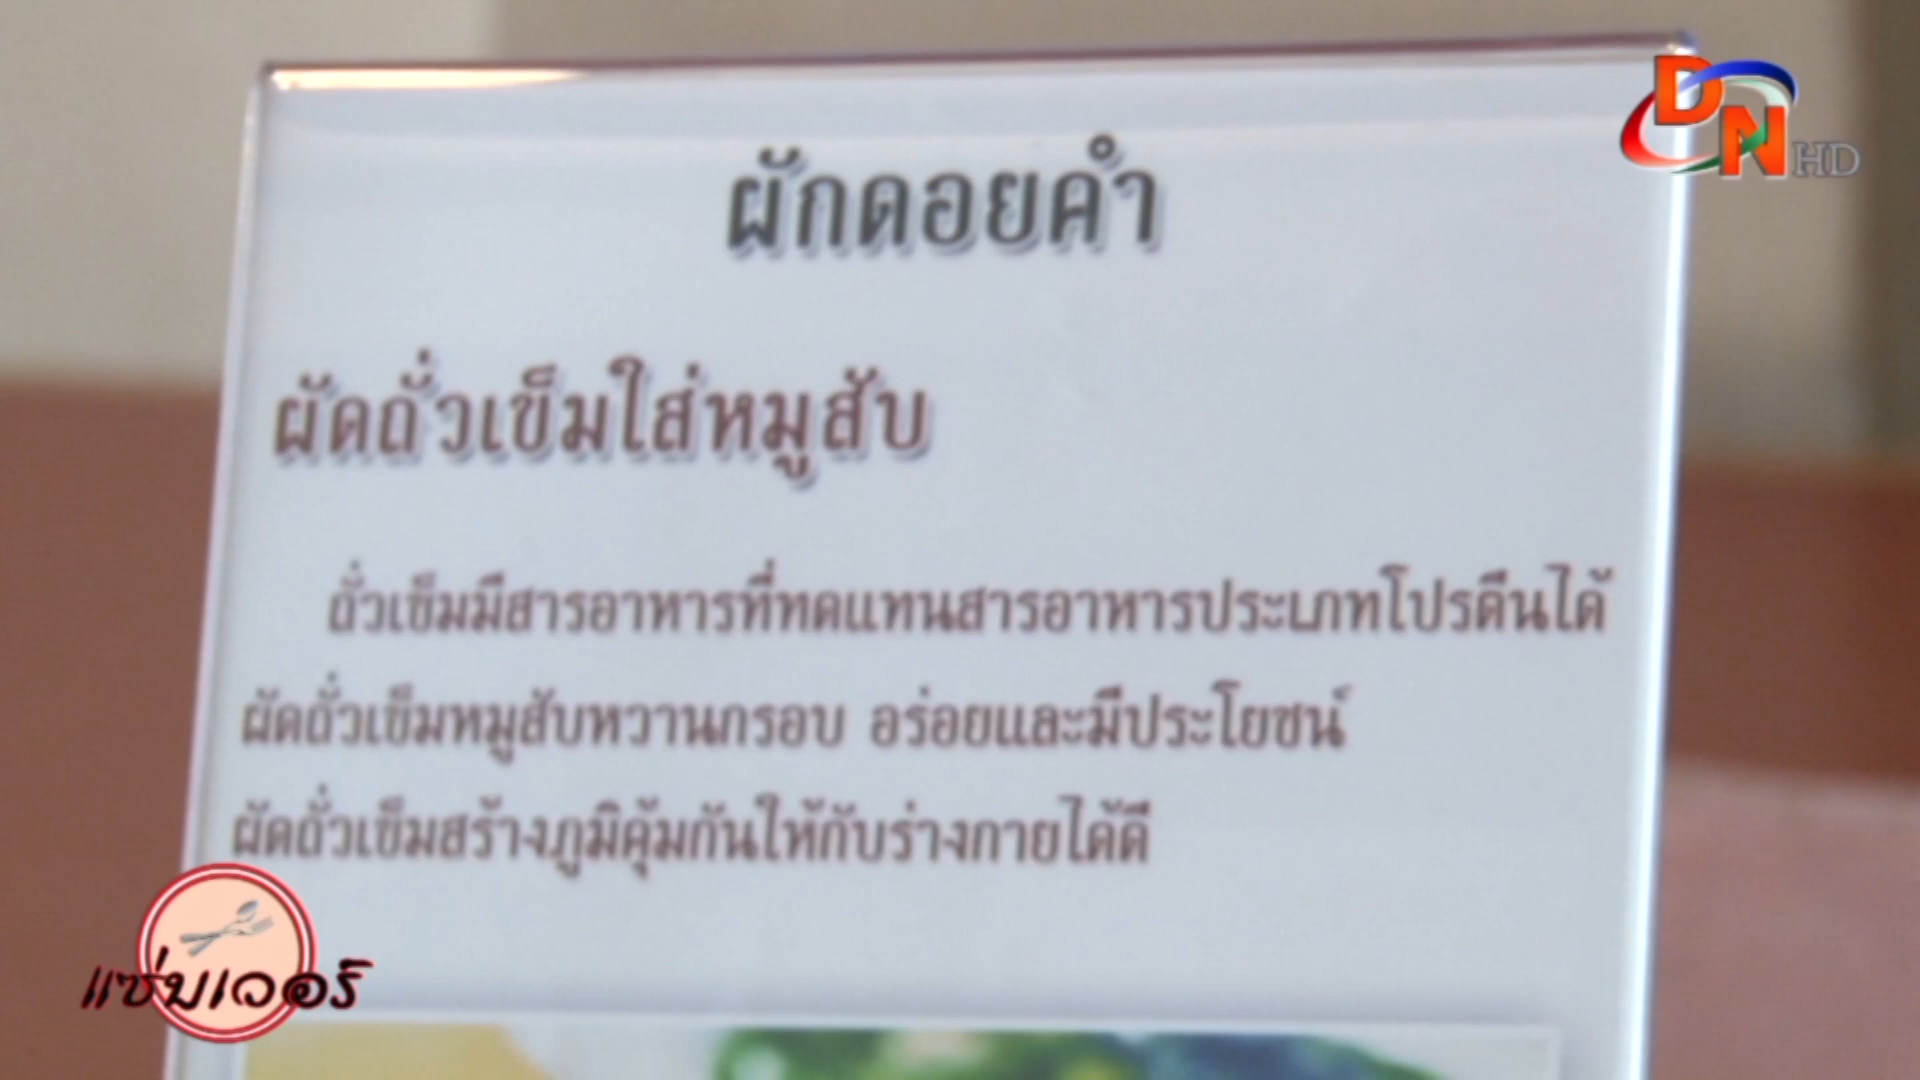 DN HD
ผักดอยคำ
ผัดถั่วเข็มใส่หมูสับ
ถั่วเข็มมีสารอาหารที่ทดแทนสารอาหารประเภทโปรตีนได้
ผัดถั่วเข็มหมูสับหวานกรอบ อร่อยและมีประโยชน์
ผัดถั่วเข็มสร้างภูมิคุ้มกันให้กับร่างกายได้ดี
แซ่บเวอร์